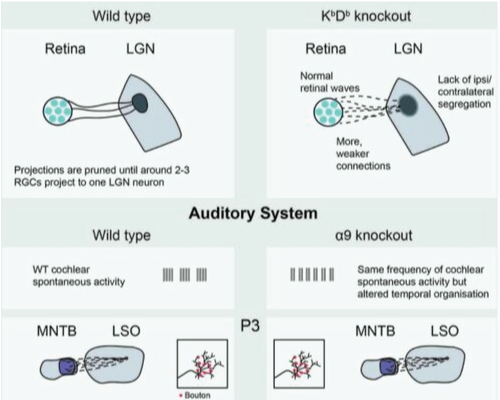 Wild type
KᵇDᵇ knockout
Retina
LGN
Retina
LGN
Normal
retinal waves
Lack of ipsi/
contralateral
segregation
More,
weaker
connections
Projections are pruned until around 2-3
RGCs project to one LGN neuron
Auditory System
Wild type
α9 knockout
WT cochlear
spontaneous activity
Same frequency of cochlear
spontaneous activity but
altered temporal organisation
MNTB
LSO
P3
MNTB
LSO
Bouton